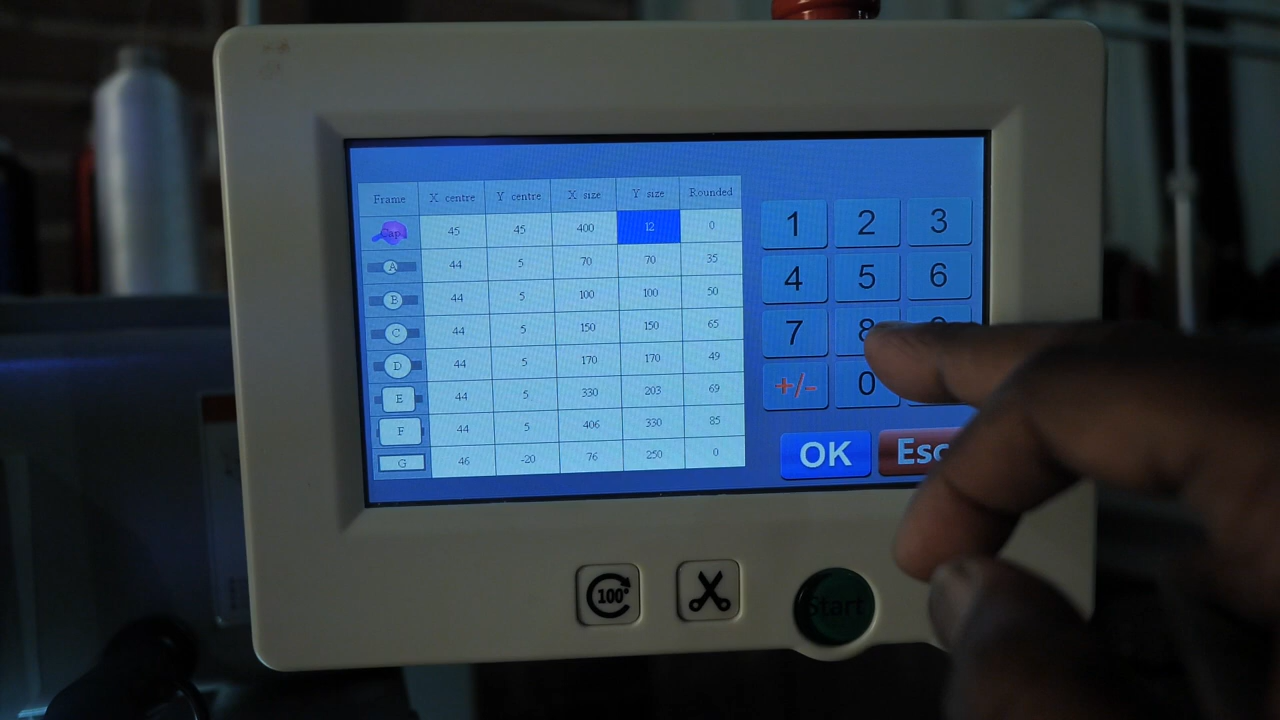 Frame X centre Y centre X size Y size Rounded
Cap 45 45 400 12 0
A 44 5 70 70 35
B 44 5 100 100 50
C 44 5 150 150 65
D 44 5 170 170 49
E 44 5 330 203 69
F 44 5 406 330 85
G 46 -20 76 250 0
1 2 3
4 5 6
7 8 9
+/- 0
OK Esc
100° Start